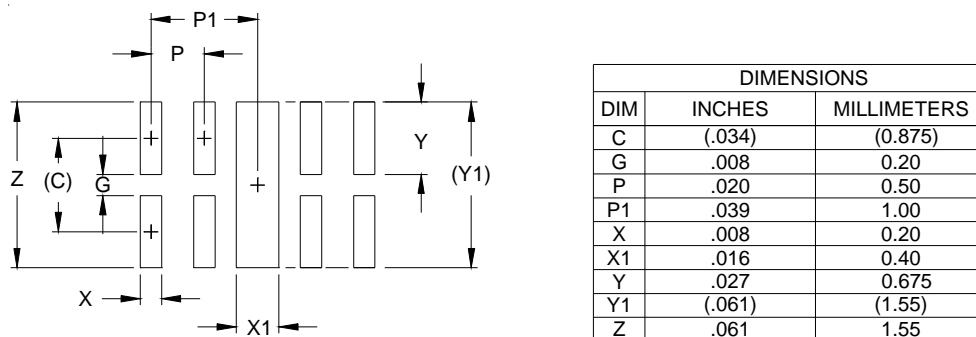 P1
P
Z
(C)
G
Y
(Y1)
X
X1
DIMENSIONS
DIM INCHES MILLIMETERS
C (.034) (0.875)
G .008 0.20
P .020 0.50
P1 .039 1.00
X .008 0.20
X1 .016 0.40
Y .027 0.675
Y1 (.061) (1.55)
Z .061 1.55